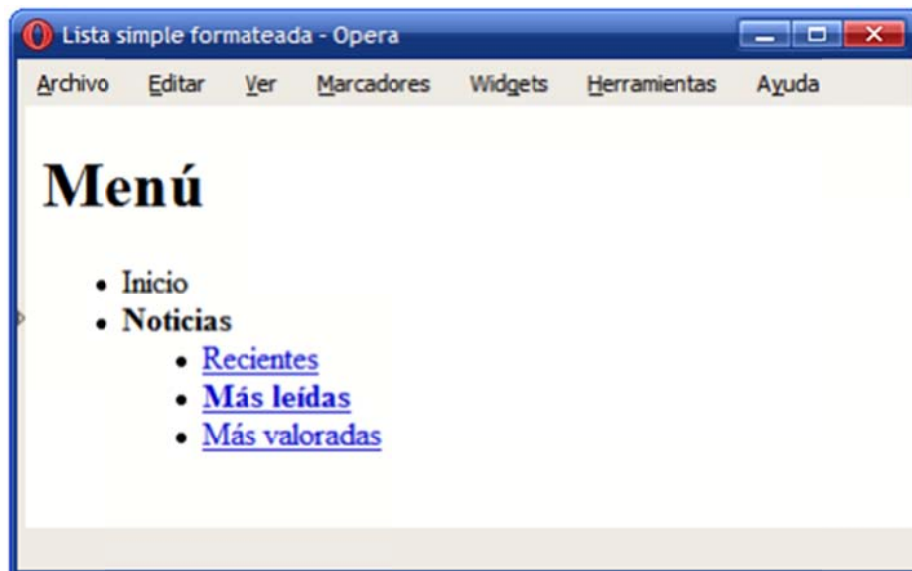 Lista simple formateada - Opera
Archivo Editar Ver Marcadores Widgets Herramientas Ayuda
Menú
Inicio
Noticias
Recientes
Más leídas
Más valoradas